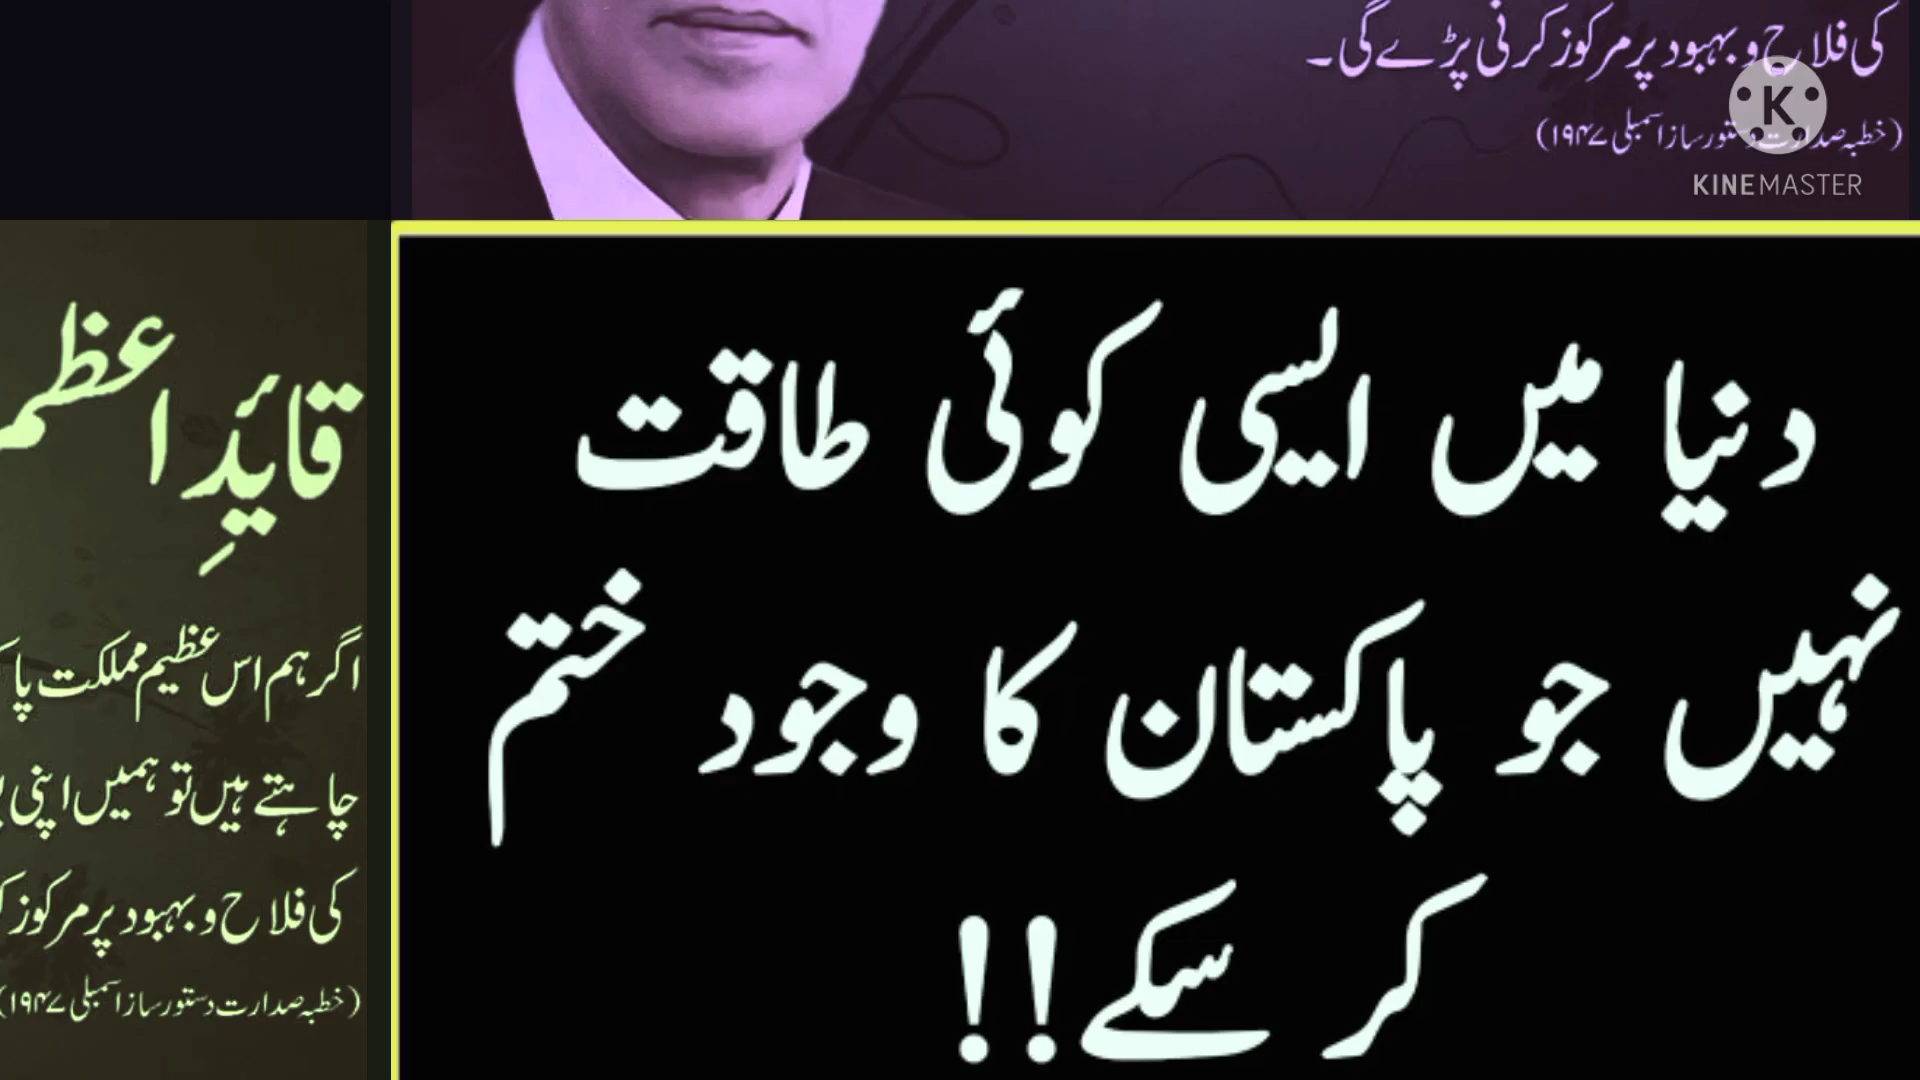 کی فلاح و بہبود پر مرکوز کرنی پڑے گی۔
(خطبہ صدارت دستور ساز اسمبلی ۱۹۴۷)
KINEMASTER
دنیا میں ایسی کوئی طاقت
نہیں جو پاکستان کا وجود ختم
کر سکے!!
قائدِ اعظم
اگر ہم اس عظیم مملکت
چاہتے ہیں تو ہمیں اپنی
کی فلاح و بہبود پر مرکوز
(خطبہ صدارت دستور ساز اسمبلی ۱۹۴۷)